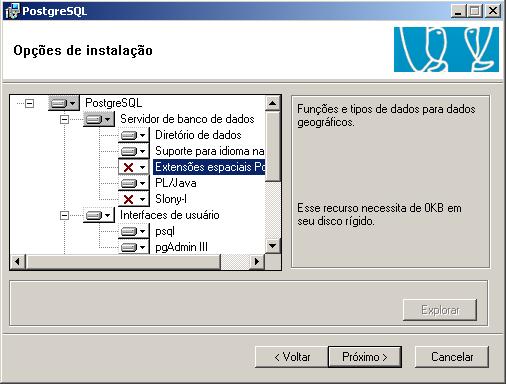 PostgreSQL
Opções de instalação
PostgreSQL
Servidor de banco de dados
Diretório de dados
Suporte para idioma na
Extensões espaciais Po
PL/Java
Slony-I
Interfaces de usuário
psql
pgAdmin III
Funções e tipos de dados para dados
geográficos.
Esse recurso necessita de 0KB em
seu disco rígido.
Explorar
< Voltar
Próximo >
Cancelar